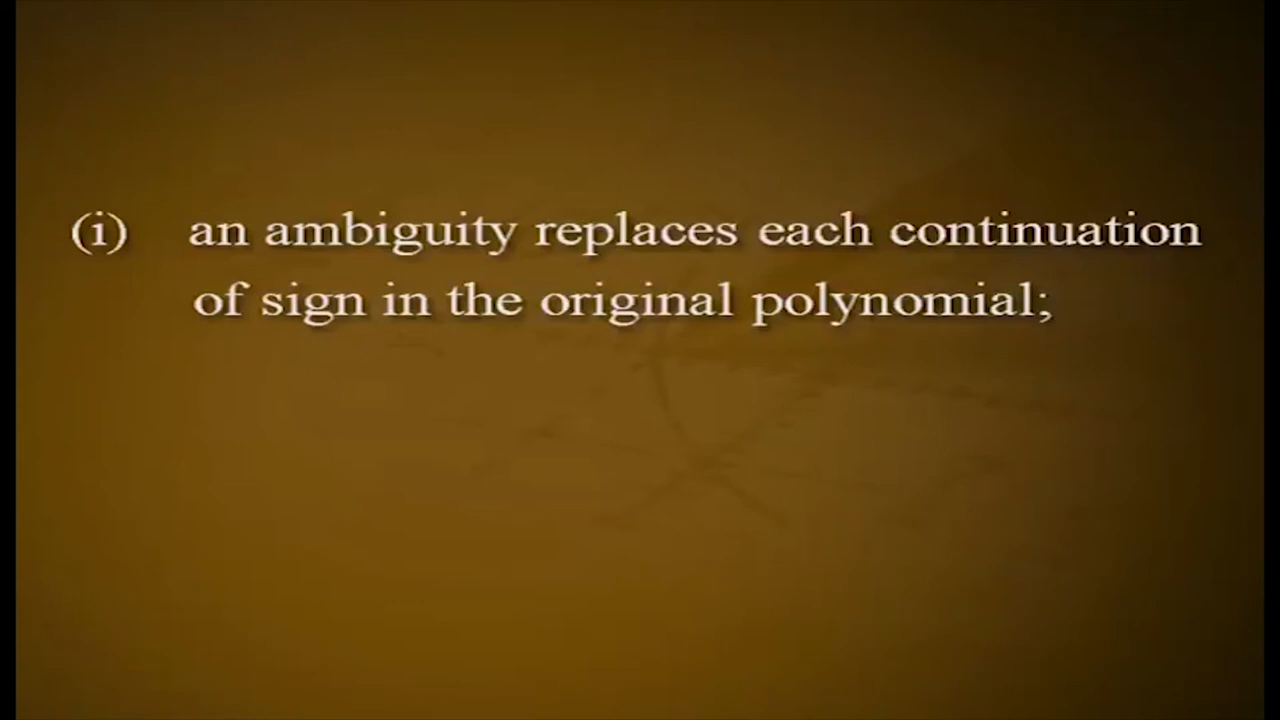 (i) an ambiguity replaces each continuation
of sign in the original polynomial;